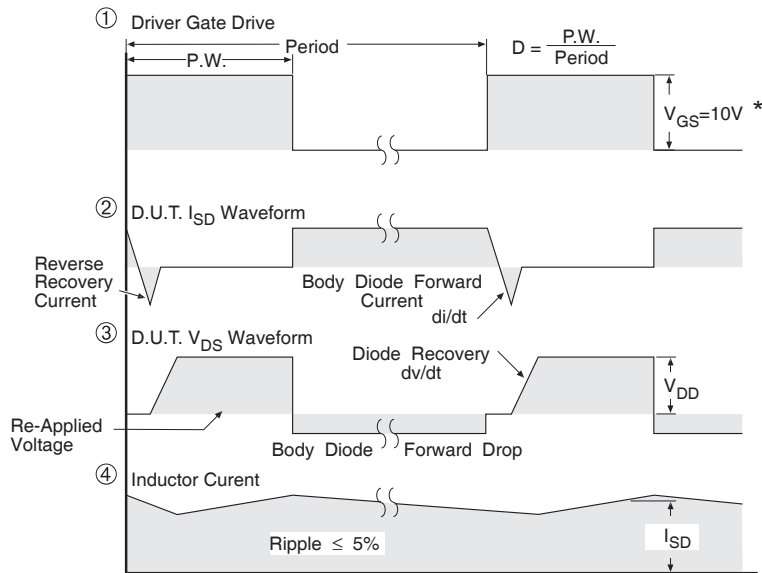 ① Driver Gate Drive
Period
P.W.
D = P.W. / Period
V_GS=10V *
② D.U.T. I_SD Waveform
Reverse
Recovery
Current
Body Diode Forward
Current
di/dt
③ D.U.T. V_DS Waveform
Diode Recovery
dv/dt
V_DD
Re-Applied
Voltage
Body Diode
Forward Drop
④ Inductor Curent
Ripple ≤ 5%
I_SD